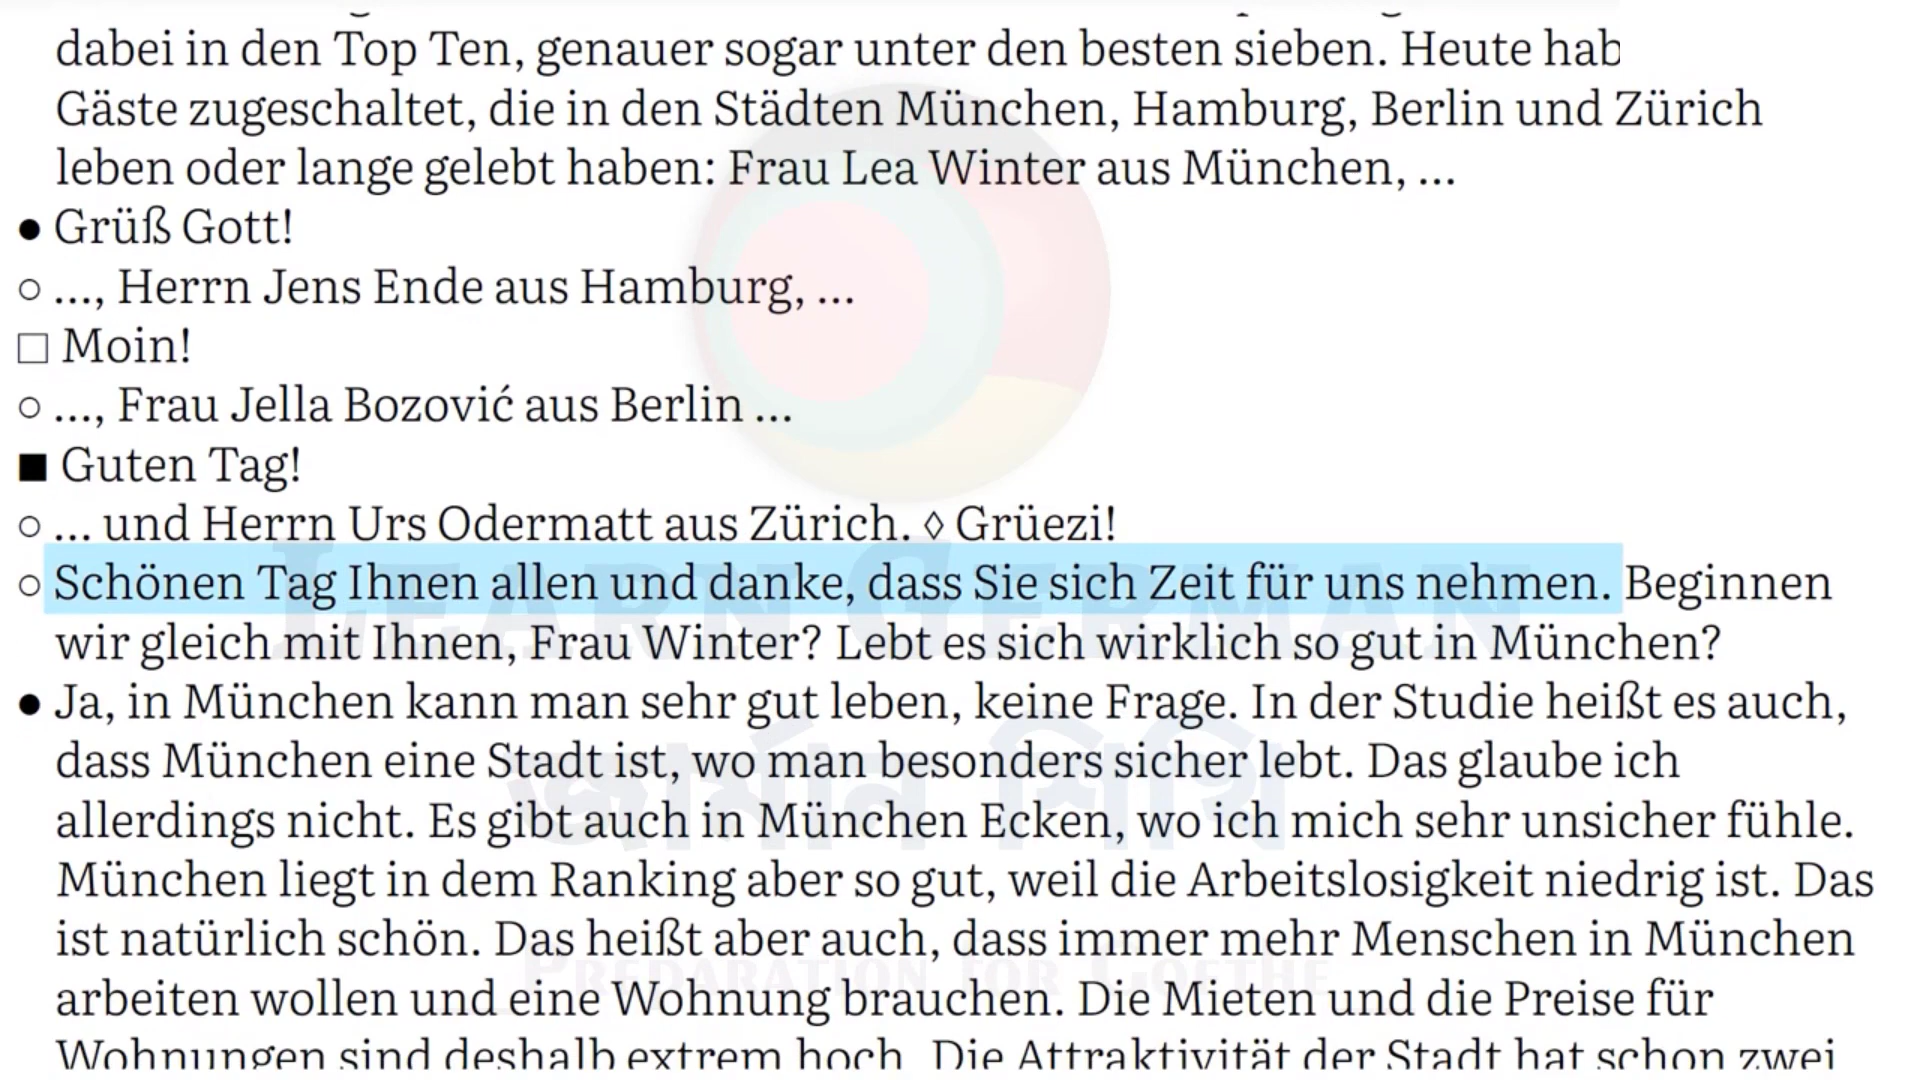 dabei in den Top Ten, genauer sogar unter den besten sieben. Heute hab
Gäste zugeschaltet, die in den Städten München, Hamburg, Berlin und Zürich
leben oder lange gelebt haben: Frau Lea Winter aus München, ...
● Grüß Gott!
○ ..., Herrn Jens Ende aus Hamburg, ...
□ Moin!
○ ..., Frau Jella Bozović aus Berlin ...
■ Guten Tag!
○ ... und Herrn Urs Odermatt aus Zürich. ◊ Grüezi!
○ Schönen Tag Ihnen allen und danke, dass Sie sich Zeit für uns nehmen. Beginnen
wir gleich mit Ihnen, Frau Winter? Lebt es sich wirklich so gut in München?
● Ja, in München kann man sehr gut leben, keine Frage. In der Studie heißt es auch,
dass München eine Stadt ist, wo man besonders sicher lebt. Das glaube ich
allerdings nicht. Es gibt auch in München Ecken, wo ich mich sehr unsicher fühle.
München liegt in dem Ranking aber so gut, weil die Arbeitslosigkeit niedrig ist. Das
ist natürlich schön. Das heißt aber auch, dass immer mehr Menschen in München
arbeiten wollen und eine Wohnung brauchen. Die Mieten und die Preise für
Wohnungen sind deshalb extrem hoch. Die Attraktivität der Stadt hat schon zwei
LEARN GERMAN
জার্মান শিখি
PREPARATION FOR GOETHE